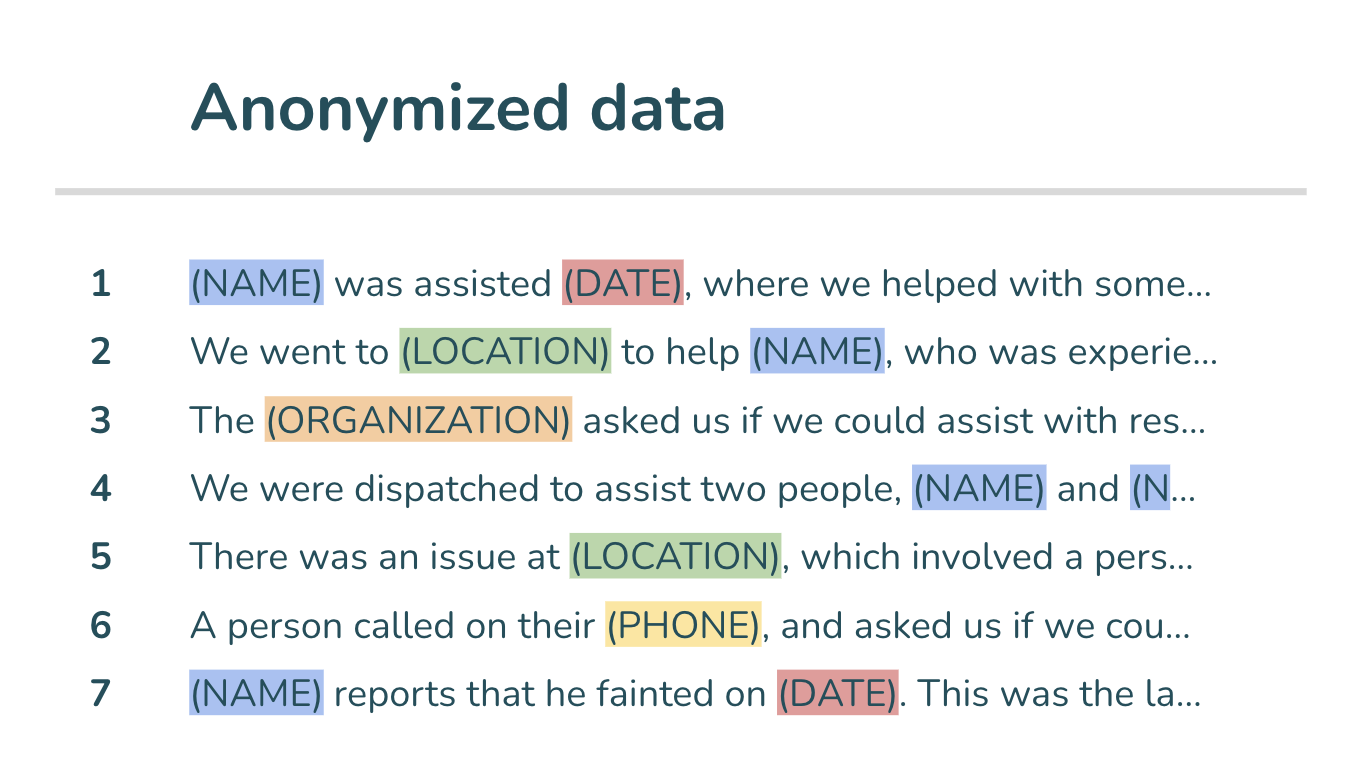 Anonymized data
1 (NAME) was assisted (DATE), where we helped with some...
2 We went to (LOCATION) to help (NAME), who was experie...
3 The (ORGANIZATION) asked us if we could assist with res...
4 We were dispatched to assist two people, (NAME) and (N...
5 There was an issue at (LOCATION), which involved a pers...
6 A person called on their (PHONE), and asked us if we cou...
7 (NAME) reports that he fainted on (DATE). This was the la...